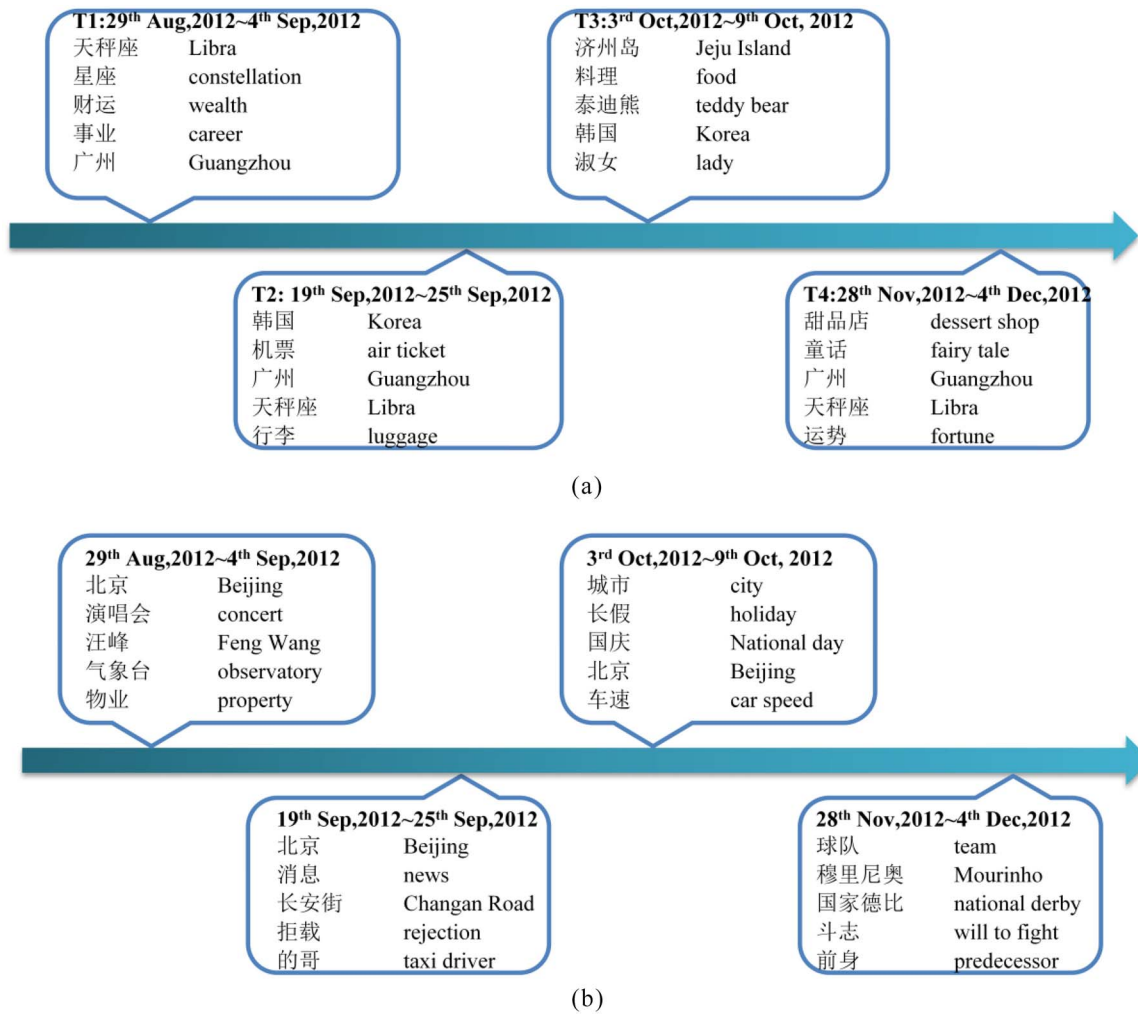 T1:29th Aug,2012~4th Sep,2012
天秤座 Libra
星座 constellation
财运 wealth
事业 career
广州 Guangzhou
T3:3rd Oct,2012~9th Oct, 2012
济州岛 Jeju Island
料理 food
泰迪熊 teddy bear
韩国 Korea
淑女 lady
T2: 19th Sep,2012~25th Sep,2012
韩国 Korea
机票 air ticket
广州 Guangzhou
天秤座 Libra
行李 luggage
T4:28th Nov,2012~4th Dec,2012
甜品店 dessert shop
童话 fairy tale
广州 Guangzhou
天秤座 Libra
运势 fortune
(a)
29th Aug,2012~4th Sep,2012
北京 Beijing
演唱会 concert
汪峰 Feng Wang
气象台 observatory
物业 property
3rd Oct,2012~9th Oct, 2012
城市 city
长假 holiday
国庆 National day
北京 Beijing
车速 car speed
19th Sep,2012~25th Sep,2012
北京 Beijing
消息 news
长安街 Changan Road
拒载 rejection
的哥 taxi driver
28th Nov,2012~4th Dec,2012
球队 team
穆里尼奥 Mourinho
国家德比 national derby
斗志 will to fight
前身 predecessor
(b)